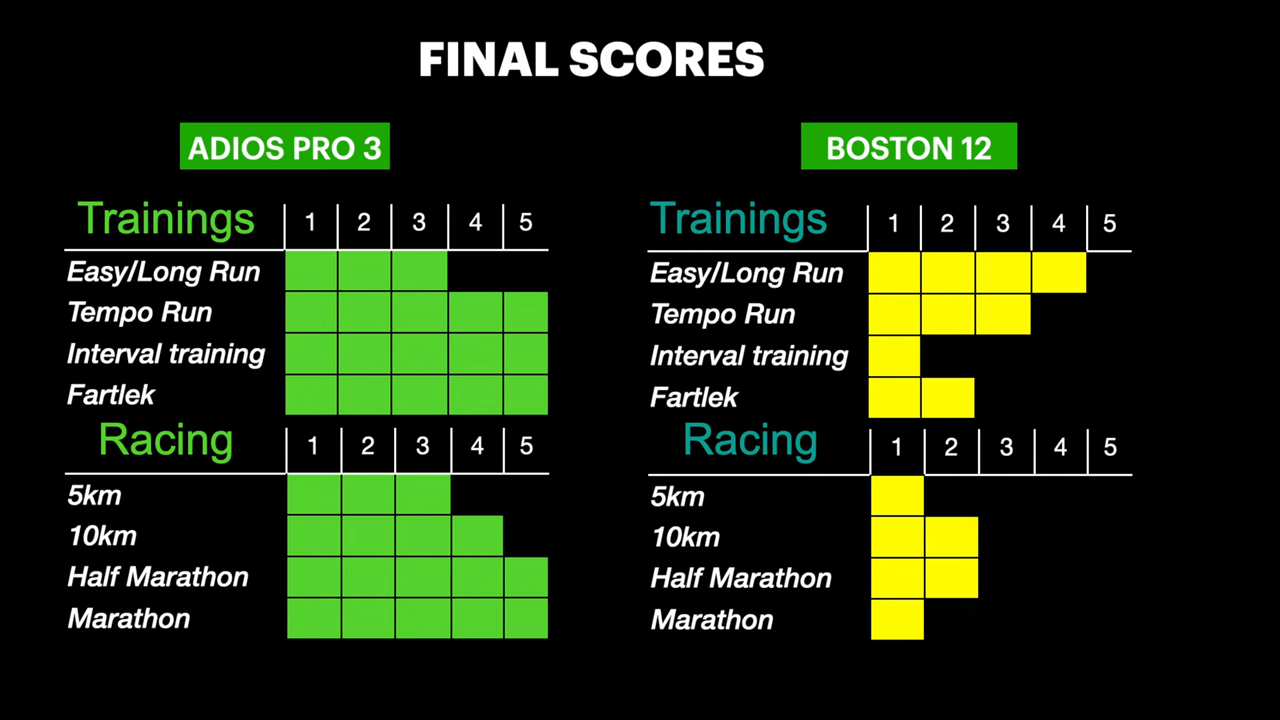 FINAL SCORES
ADIOS PRO 3
Trainings 1 2 3 4 5
Easy/Long Run
Tempo Run
Interval training
Fartlek
Racing 1 2 3 4 5
5km
10km
Half Marathon
Marathon
BOSTON 12
Trainings 1 2 3 4 5
Easy/Long Run
Tempo Run
Interval training
Fartlek
Racing 1 2 3 4 5
5km
10km
Half Marathon
Marathon